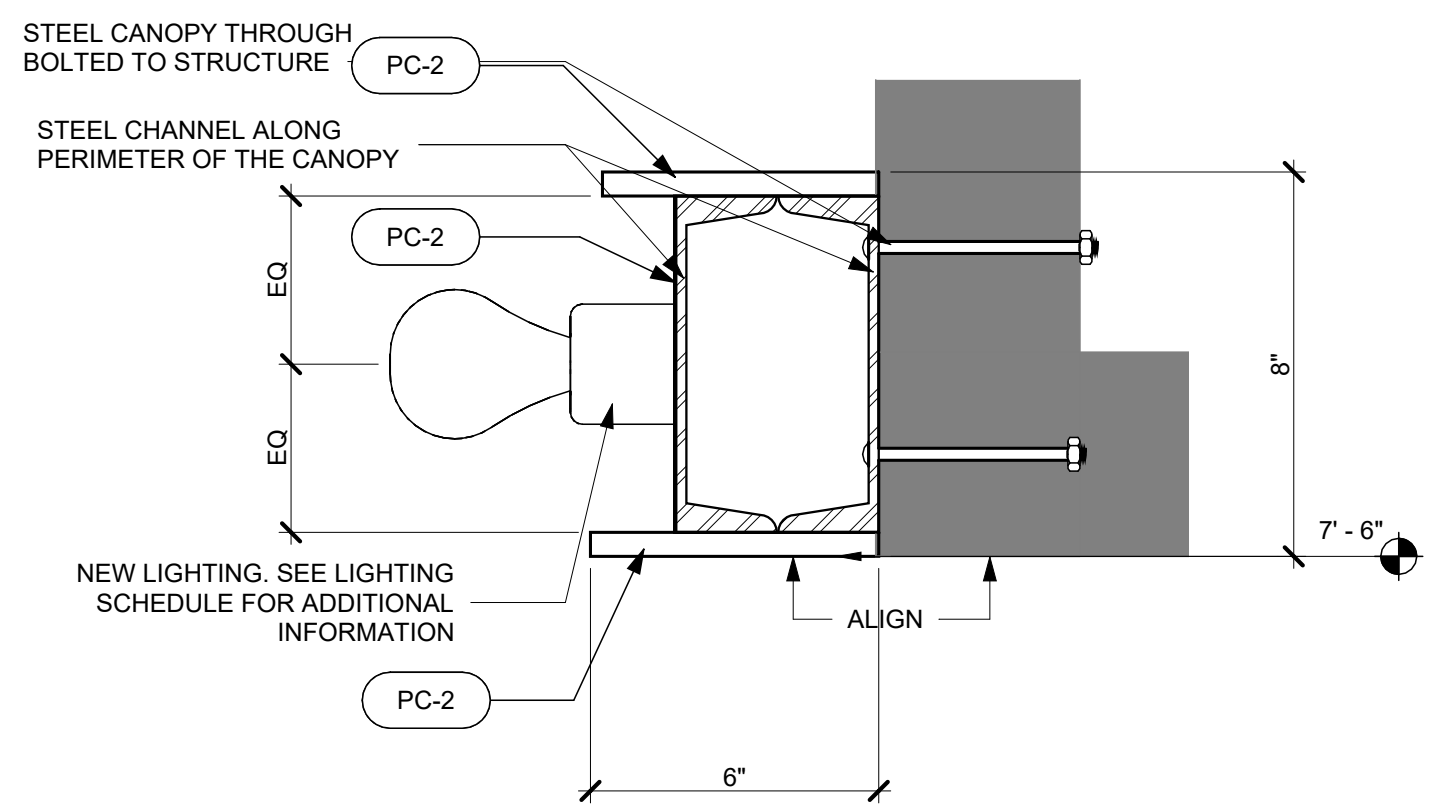 STEEL CANOPY THROUGH
BOLTED TO STRUCTURE
PC-2
STEEL CHANNEL ALONG
PERIMETER OF THE CANOPY
PC-2
EQ
EQ
8"
7' - 6"
NEW LIGHTING. SEE LIGHTING
SCHEDULE FOR ADDITIONAL
INFORMATION
ALIGN
PC-2
6"